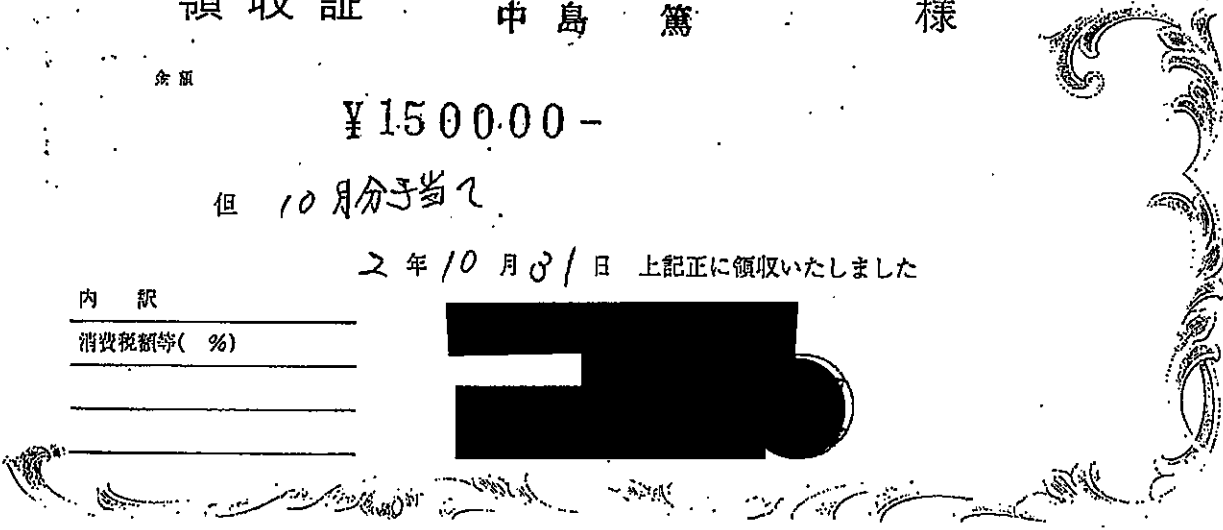 領収証 中島 篤 様
金額
¥150000-
但 10月分手当て
2年10月31日 上記正に領収いたしました
内 訳
消費税額等( %)